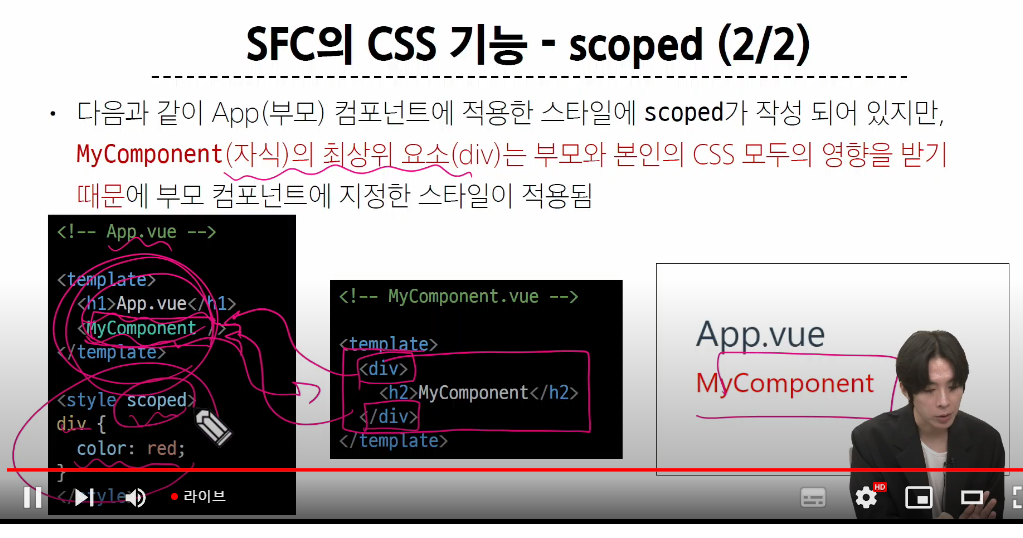 SFC의 CSS 기능 - scoped (2/2)
• 다음과 같이 App(부모) 컴포넌트에 적용한 스타일에 scoped가 작성 되어 있지만,
MyComponent(자식)의 최상위 요소(div)는 부모와 본인의 CSS 모두의 영향을 받기
때문에 부모 컴포넌트에 지정한 스타일이 적용됨
<!-- App.vue -->
<template>
<h1>App.vue</h1>
<MyComponent />
</template>
<style scoped>
div {
color: red;
}
</style>
<!-- MyComponent.vue -->
<template>
<div>
<h2>MyComponent</h2>
</div>
</template>
App.vue
MyComponent
라이브
HD